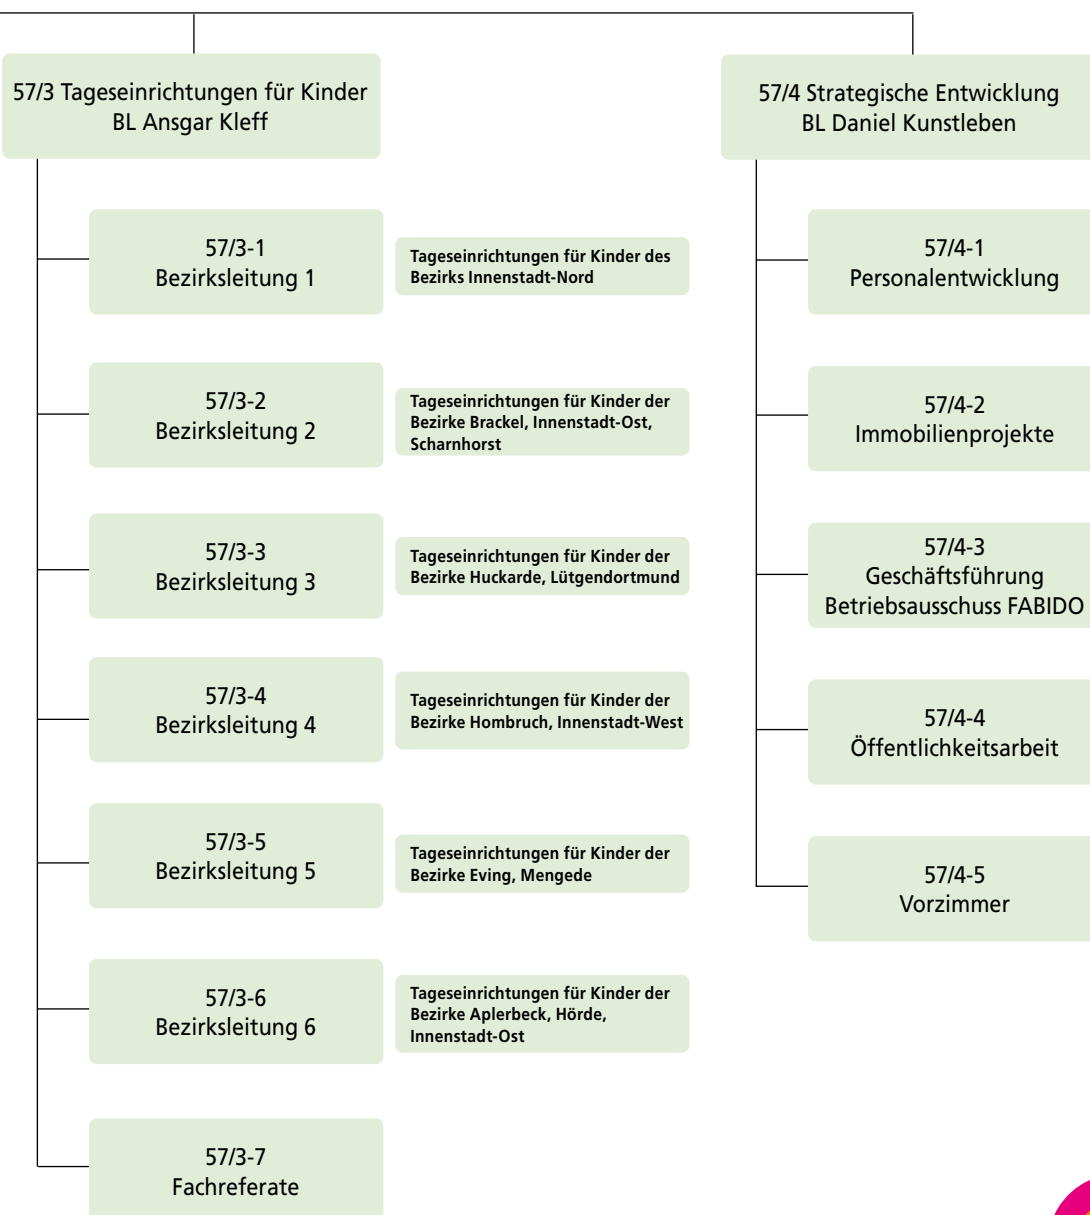 57/3 Tageseinrichtungen für Kinder
BL Ansgar Kleff
57/3-1
Bezirksleitung 1
Tageseinrichtungen für Kinder des
Bezirks Innenstadt-Nord
57/3-2
Bezirksleitung 2
Tageseinrichtungen für Kinder der
Bezirke Brackel, Innenstadt-Ost,
Scharnhorst
57/3-3
Bezirksleitung 3
Tageseinrichtungen für Kinder der
Bezirke Huckarde, Lütgendortmund
57/3-4
Bezirksleitung 4
Tageseinrichtungen für Kinder der
Bezirke Hombruch, Innenstadt-West
57/3-5
Bezirksleitung 5
Tageseinrichtungen für Kinder der
Bezirke Eving, Mengede
57/3-6
Bezirksleitung 6
Tageseinrichtungen für Kinder der
Bezirke Aplerbeck, Hörde,
Innenstadt-Ost
57/3-7
Fachreferate
57/4 Strategische Entwicklung
BL Daniel Kunstleben
57/4-1
Personalentwicklung
57/4-2
Immobilienprojekte
57/4-3
Geschäftsführung
Betriebsausschuss FABIDO
57/4-4
Öffentlichkeitsarbeit
57/4-5
Vorzimmer